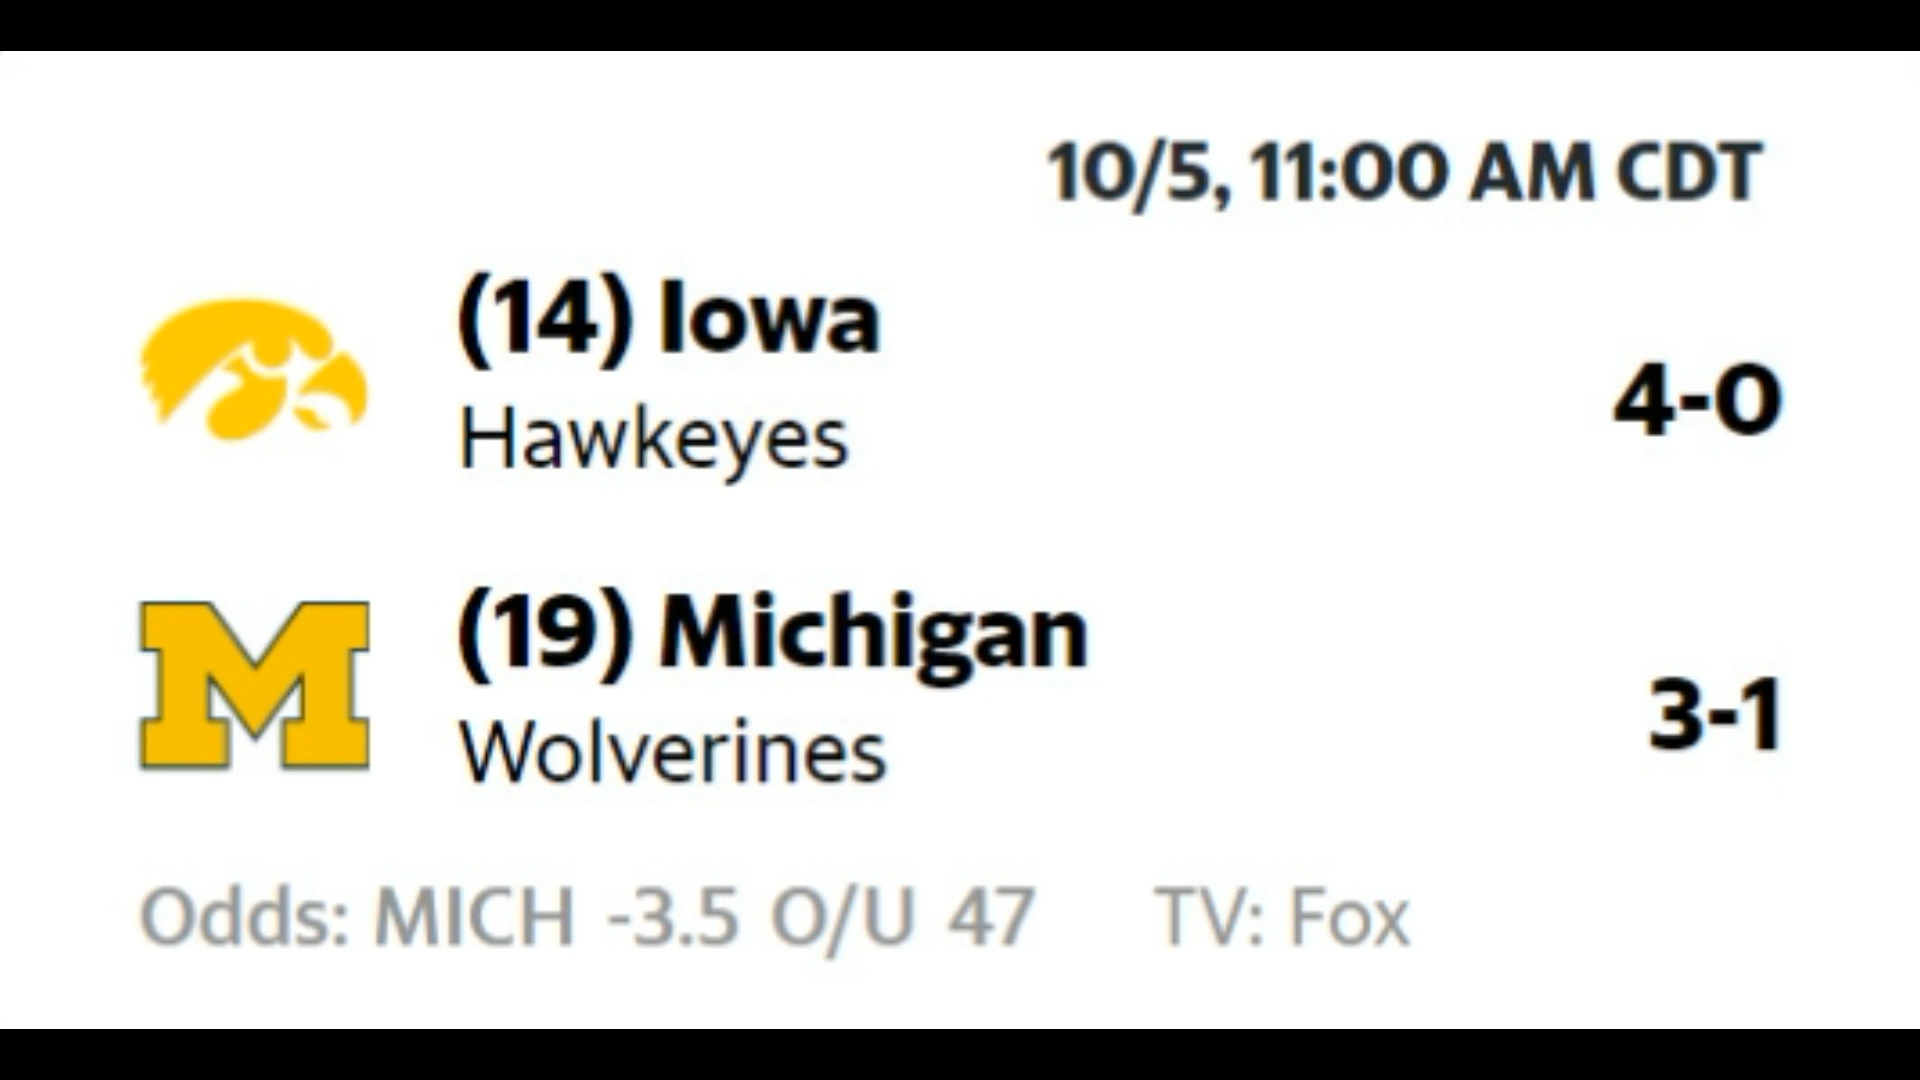 10/5, 11:00 AM CDT
(14) Iowa
Hawkeyes
4-0
M
(19) Michigan
Wolverines
3-1
Odds: MICH -3.5 O/U 47 TV: Fox